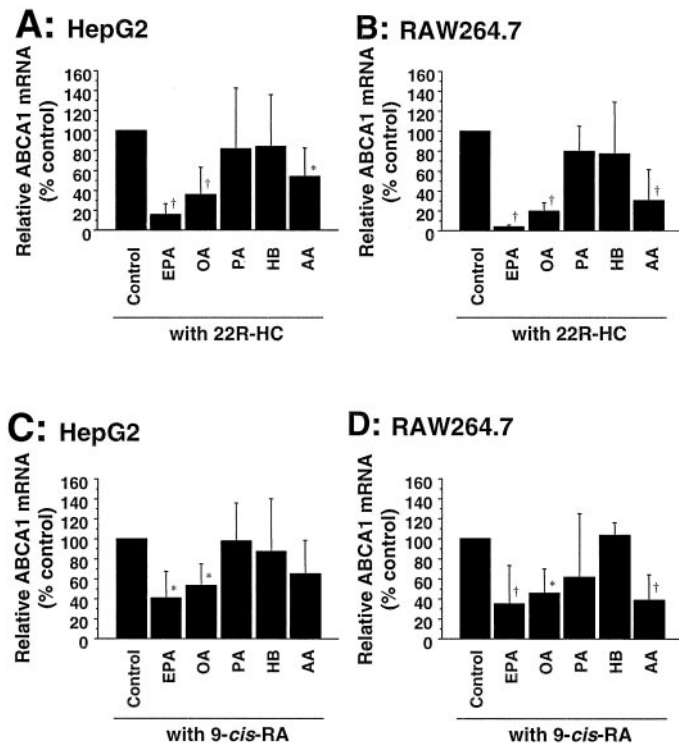 A: HepG2
Relative ABCA1 mRNA
(% control)
160
140
120
100
80
60
40
20
0
†
†
*
Control
EPA
OA
PA
HB
AA
with 22R-HC
B: RAW264.7
Relative ABCA1 mRNA
(% control)
160
140
120
100
80
60
40
20
0
†
†
†
Control
EPA
OA
PA
HB
AA
with 22R-HC
C: HepG2
Relative ABCA1 mRNA
(% control)
160
140
120
100
80
60
40
20
0
*
*
Control
EPA
OA
PA
HB
AA
with 9-cis-RA
D: RAW264.7
Relative ABCA1 mRNA
(% control)
160
140
120
100
80
60
40
20
0
†
*
†
Control
EPA
OA
PA
HB
AA
with 9-cis-RA